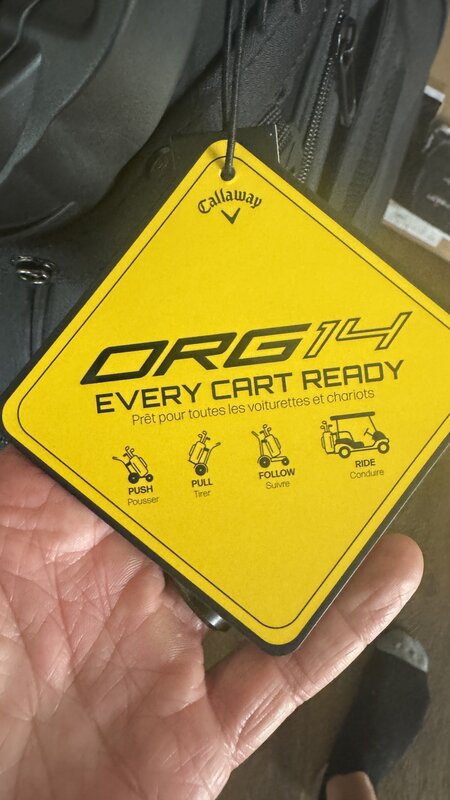 Callaway
ORG14
EVERY CART READY
Prêt pour toutes les voiturettes et chariots
PUSH
Pousser
PULL
Tirer
FOLLOW
Suivre
RIDE
Conduire